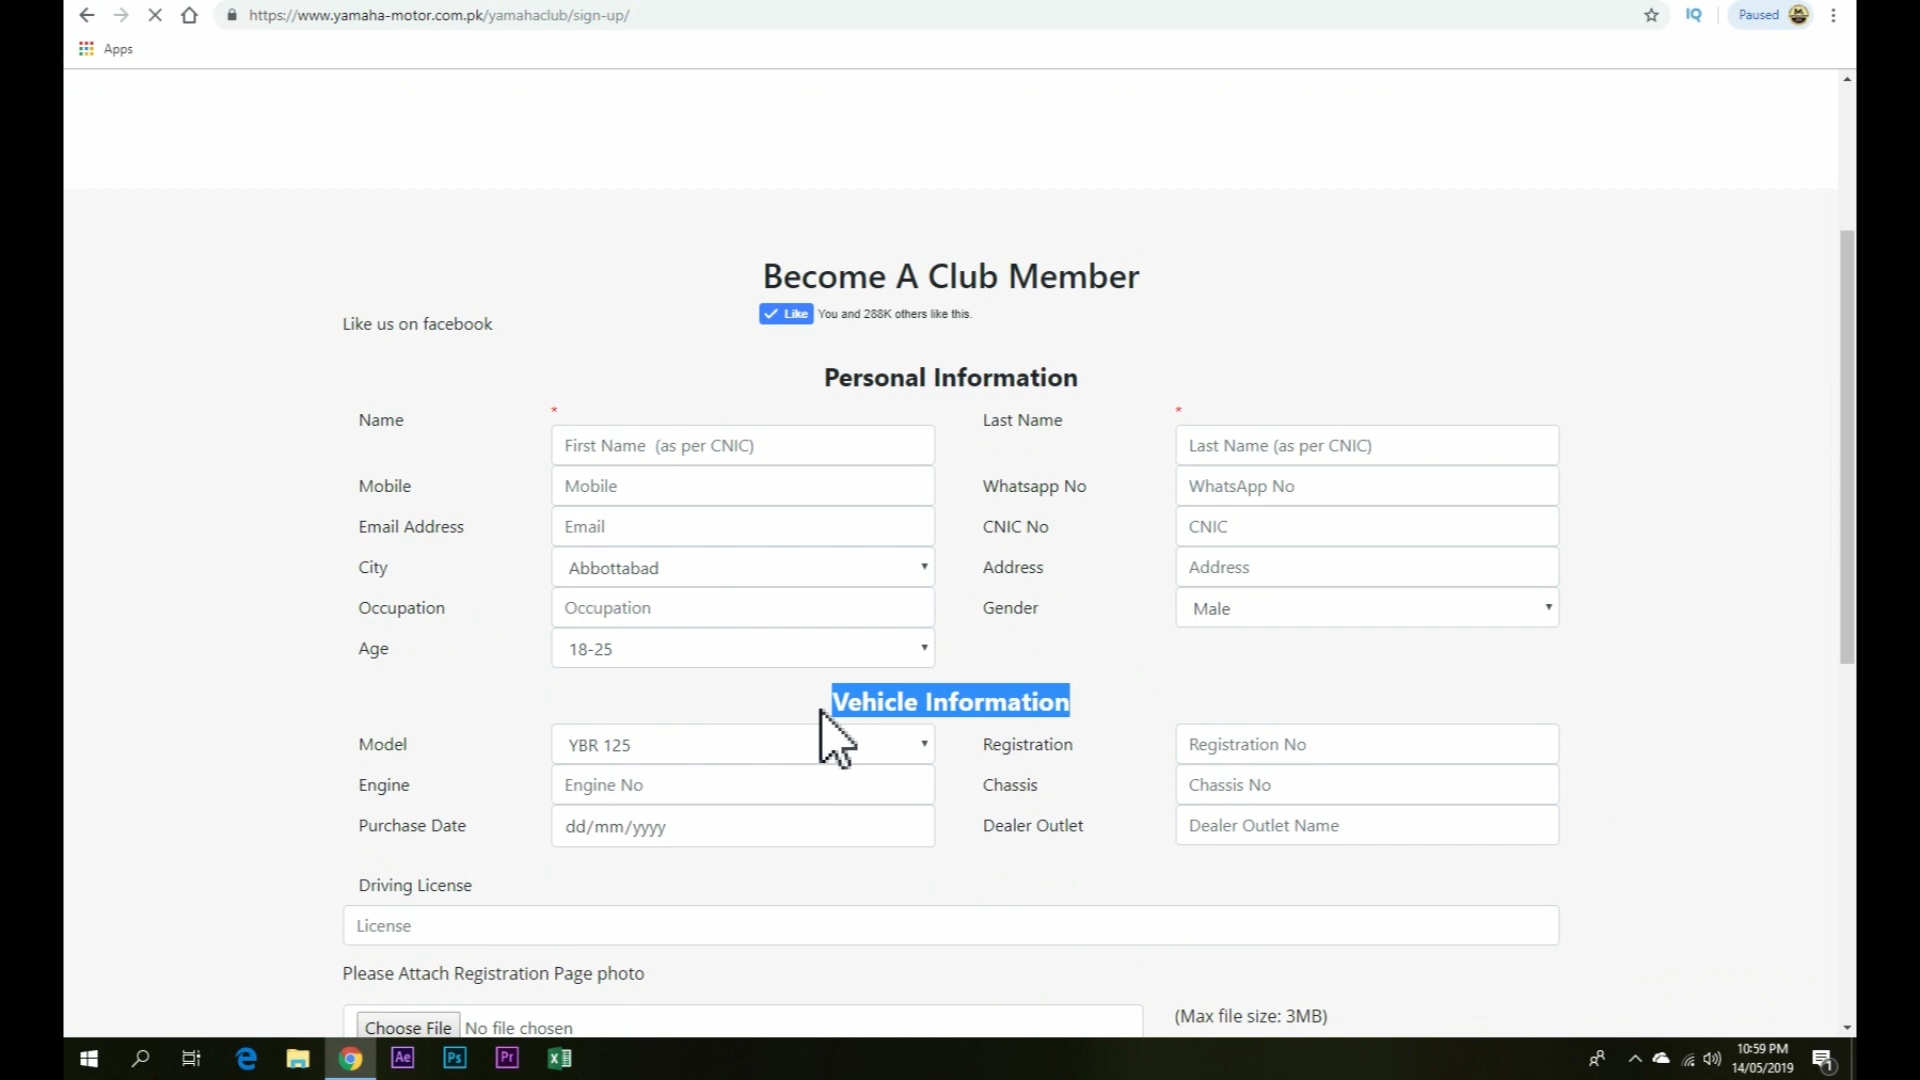 https://www.yamaha-motor.com.pk/yamahaclub/sign-up/
IQ
Paused
Apps
Become A Club Member
Like us on facebook
Like You and 288K others like this.
Personal Information
Name * First Name (as per CNIC) Last Name * Last Name (as per CNIC)
Mobile Mobile Whatsapp No WhatsApp No
Email Address Email CNIC No CNIC
City Abbottabad Address Address
Occupation Occupation Gender Male
Age 18-25
Vehicle Information
Model YBR 125 Registration Registration No
Engine Engine No Chassis Chassis No
Purchase Date dd/mm/yyyy Dealer Outlet Dealer Outlet Name
Driving License
License
Please Attach Registration Page photo
Choose File No file chosen (Max file size: 3MB)
Ae Ps Pr
10:59 PM
14/05/2019
1